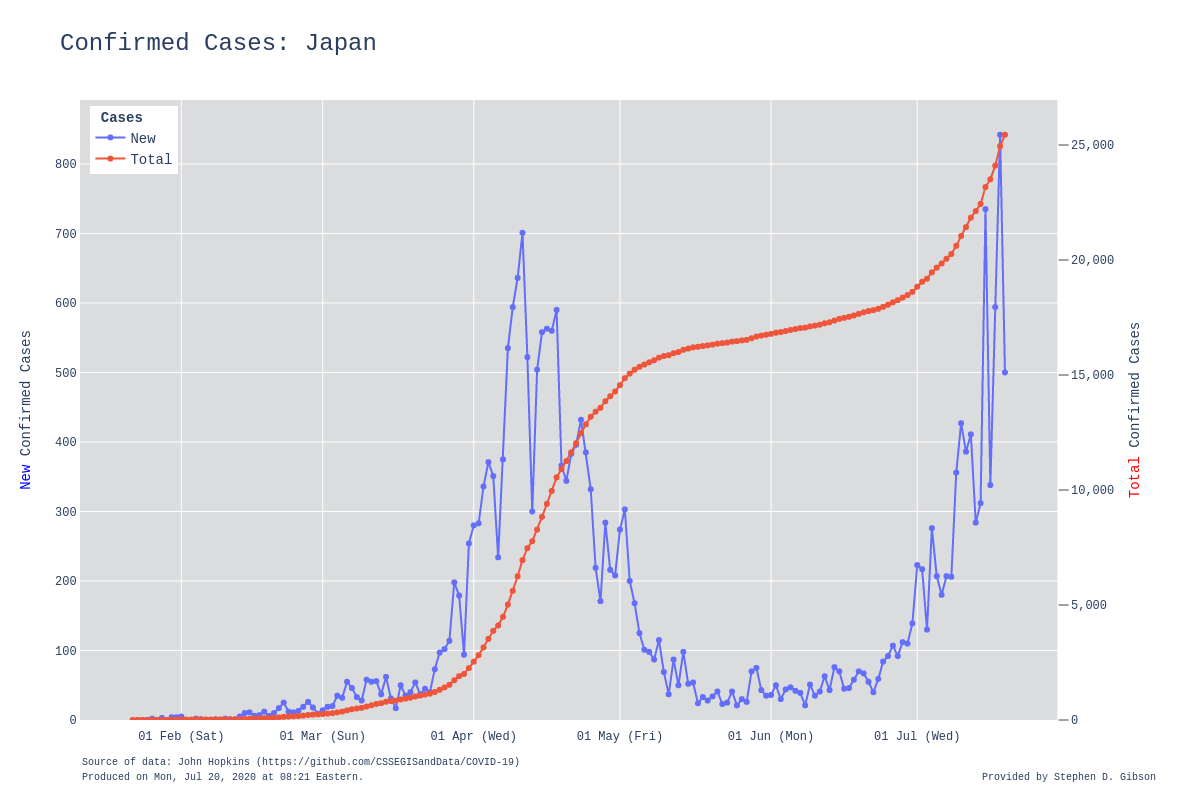 Confirmed Cases: Japan
Cases
New
Total
800
700
600
500
400
300
200
100
0
25,000
20,000
15,000
10,000
5,000
0
New Confirmed Cases
Total Confirmed Cases
01 Feb (Sat)
01 Mar (Sun)
01 Apr (Wed)
01 May (Fri)
01 Jun (Mon)
01 Jul (Wed)
Source of data: John Hopkins (https://github.com/CSSEGISandData/COVID-19)
Produced on Mon, Jul 20, 2020 at 08:21 Eastern.
Provided by Stephen D. Gibson